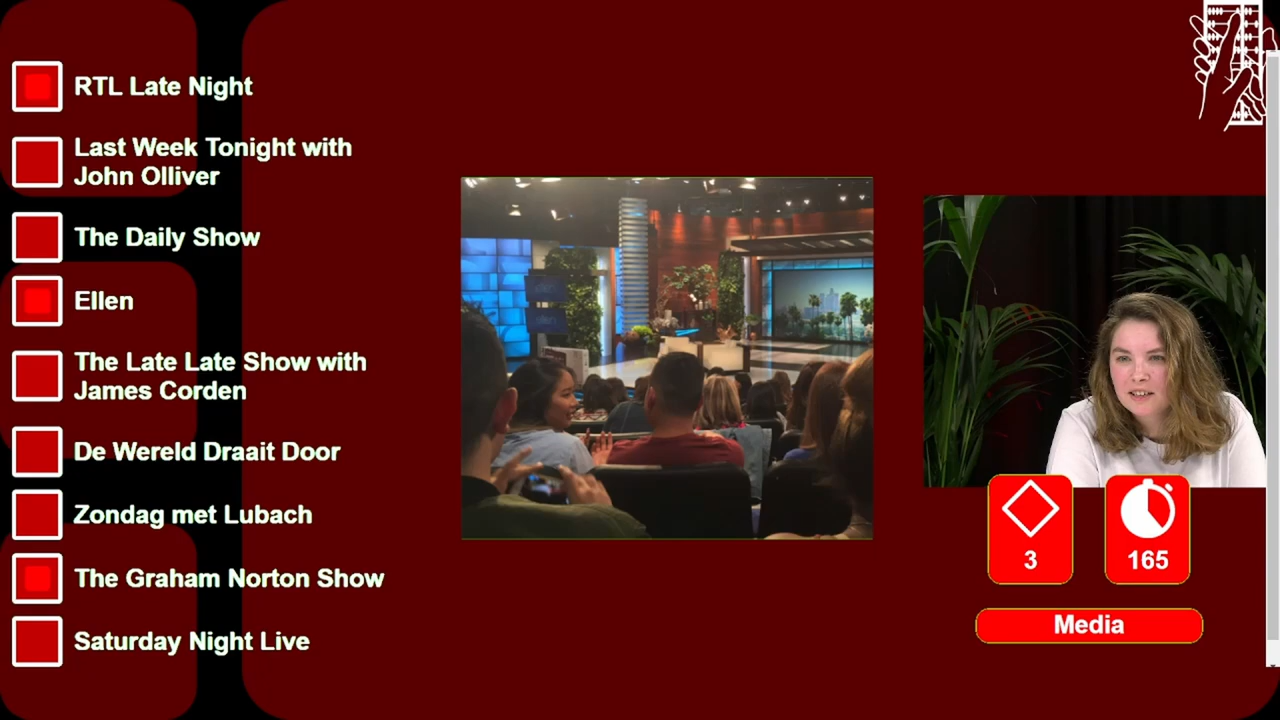 RTL Late Night
Last Week Tonight with
John Olliver
The Daily Show
Ellen
The Late Late Show with
James Corden
De Wereld Draait Door
Zondag met Lubach
The Graham Norton Show
Saturday Night Live
ellen
3
165
Media